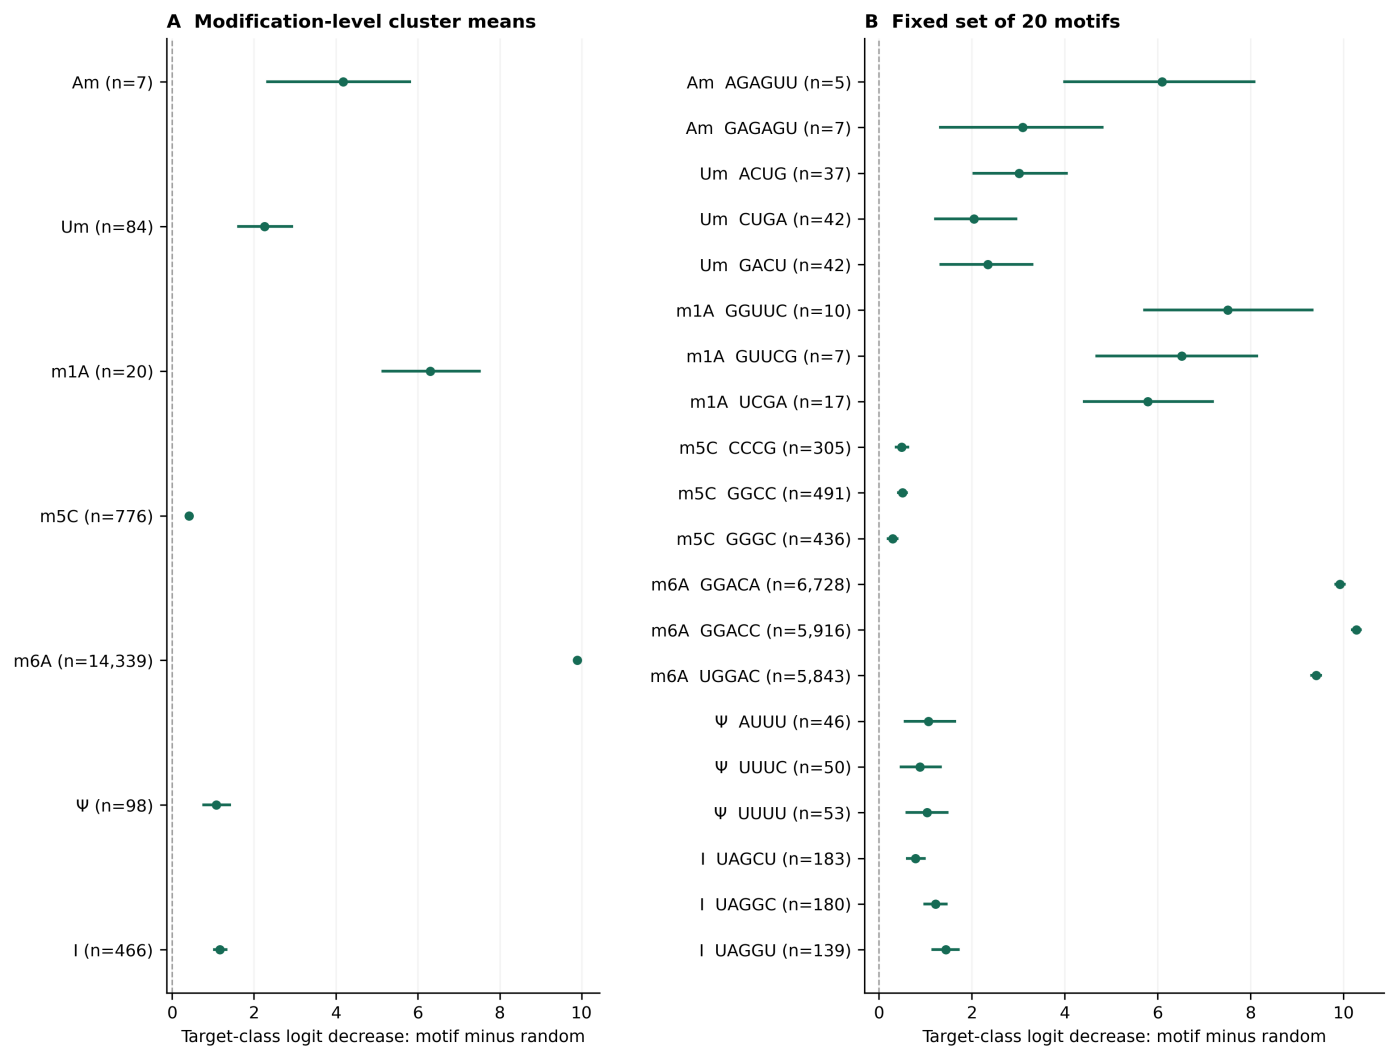 A Modification-level cluster means
Am (n=7)
Um (n=84)
m1A (n=20)
m5C (n=776)
m6A (n=14,339)
Ψ (n=98)
I (n=466)
0 2 4 6 8 10
Target-class logit decrease: motif minus random
B Fixed set of 20 motifs
Am AGAGUU (n=5)
Am GAGAGU (n=7)
Um ACUG (n=37)
Um CUGA (n=42)
Um GACU (n=42)
m1A GGUUC (n=10)
m1A GUUCG (n=7)
m1A UCGA (n=17)
m5C CCCG (n=305)
m5C GGCC (n=491)
m5C GGGC (n=436)
m6A GGACA (n=6,728)
m6A GGACC (n=5,916)
m6A UGGAC (n=5,843)
Ψ AUUU (n=46)
Ψ UUUC (n=50)
Ψ UUUU (n=53)
I UAGCU (n=183)
I UAGGC (n=180)
I UAGGU (n=139)
0 2 4 6 8 10
Target-class logit decrease: motif minus random